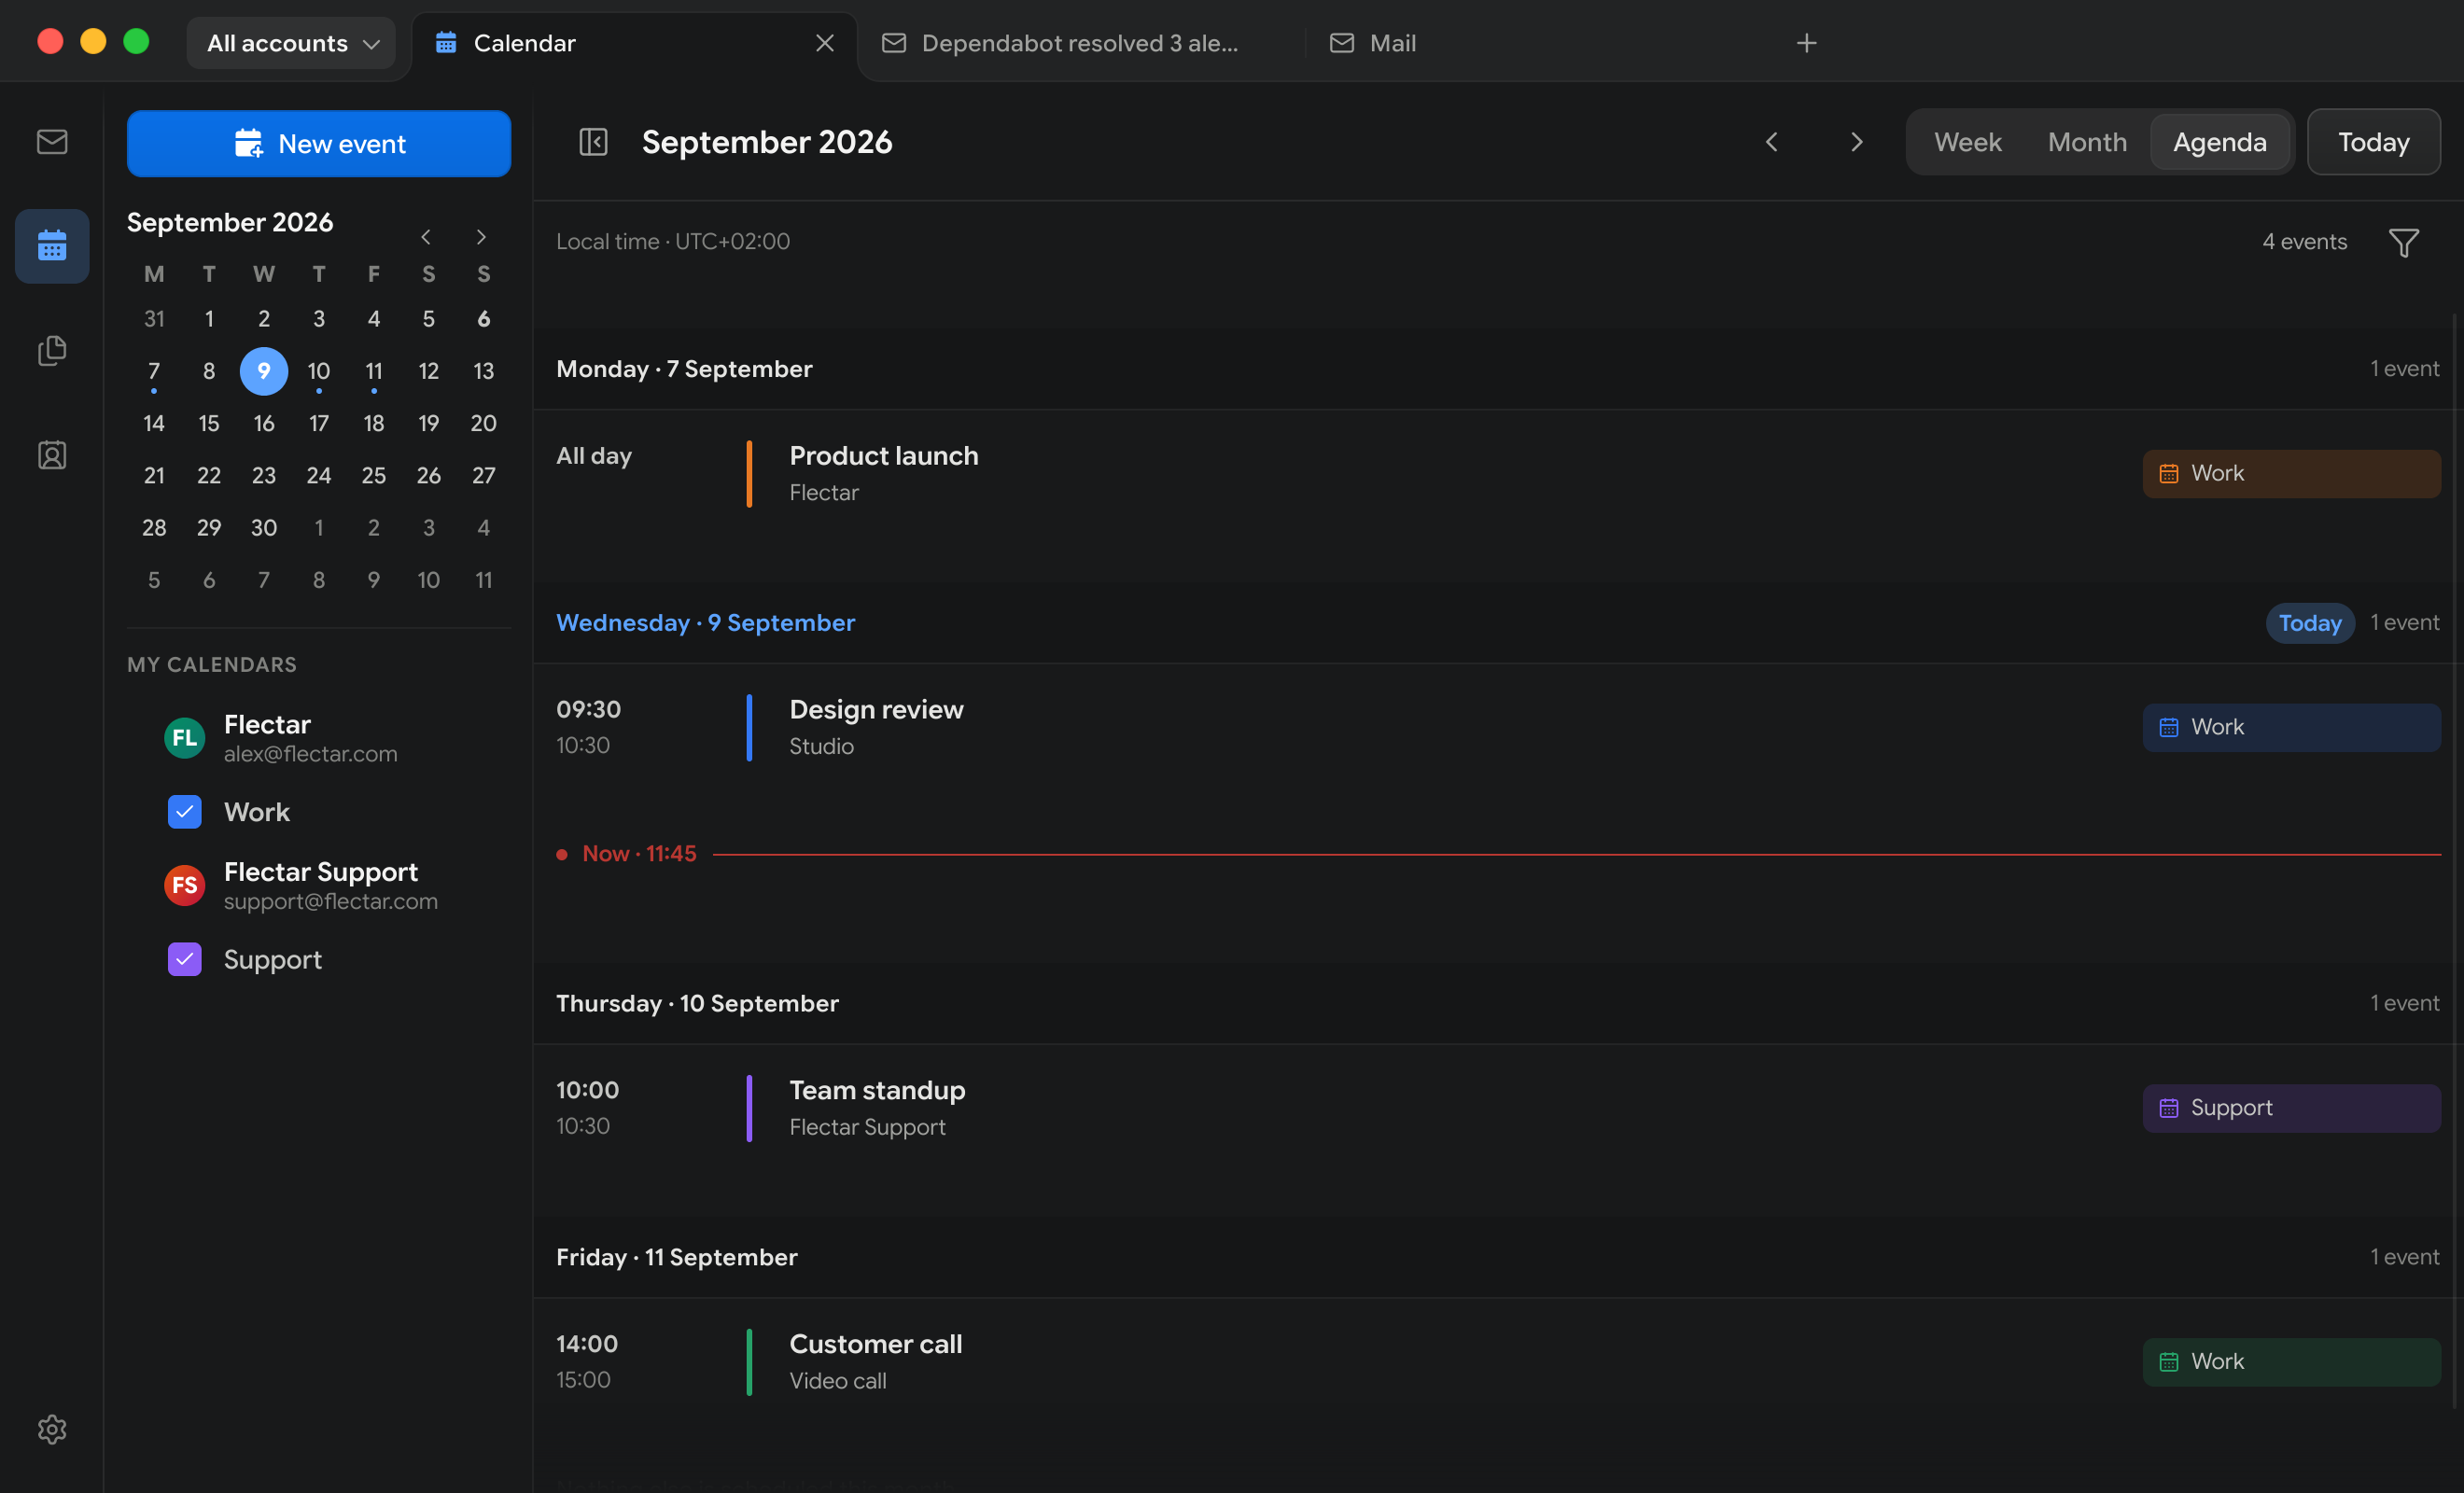 All accounts
Calendar
Dependabot resolved 3 ale...
Mail
New event
September 2026
M T W T F S S
31 1 2 3 4 5 6
7 8 9 10 11 12 13
14 15 16 17 18 19 20
21 22 23 24 25 26 27
28 29 30 1 2 3 4
5 6 7 8 9 10 11
MY CALENDARS
FL
Flectar
alex@flectar.com
Work
FS
Flectar Support
support@flectar.com
Support
September 2026
Week Month Agenda Today
Local time · UTC+02:00
4 events
Monday · 7 September
1 event
All day
Product launch
Flectar
Work
Wednesday · 9 September
Today
1 event
09:30
10:30
Design review
Studio
Work
Now · 11:45
Thursday · 10 September
1 event
10:00
10:30
Team standup
Flectar Support
Support
Friday · 11 September
1 event
14:00
15:00
Customer call
Video call
Work